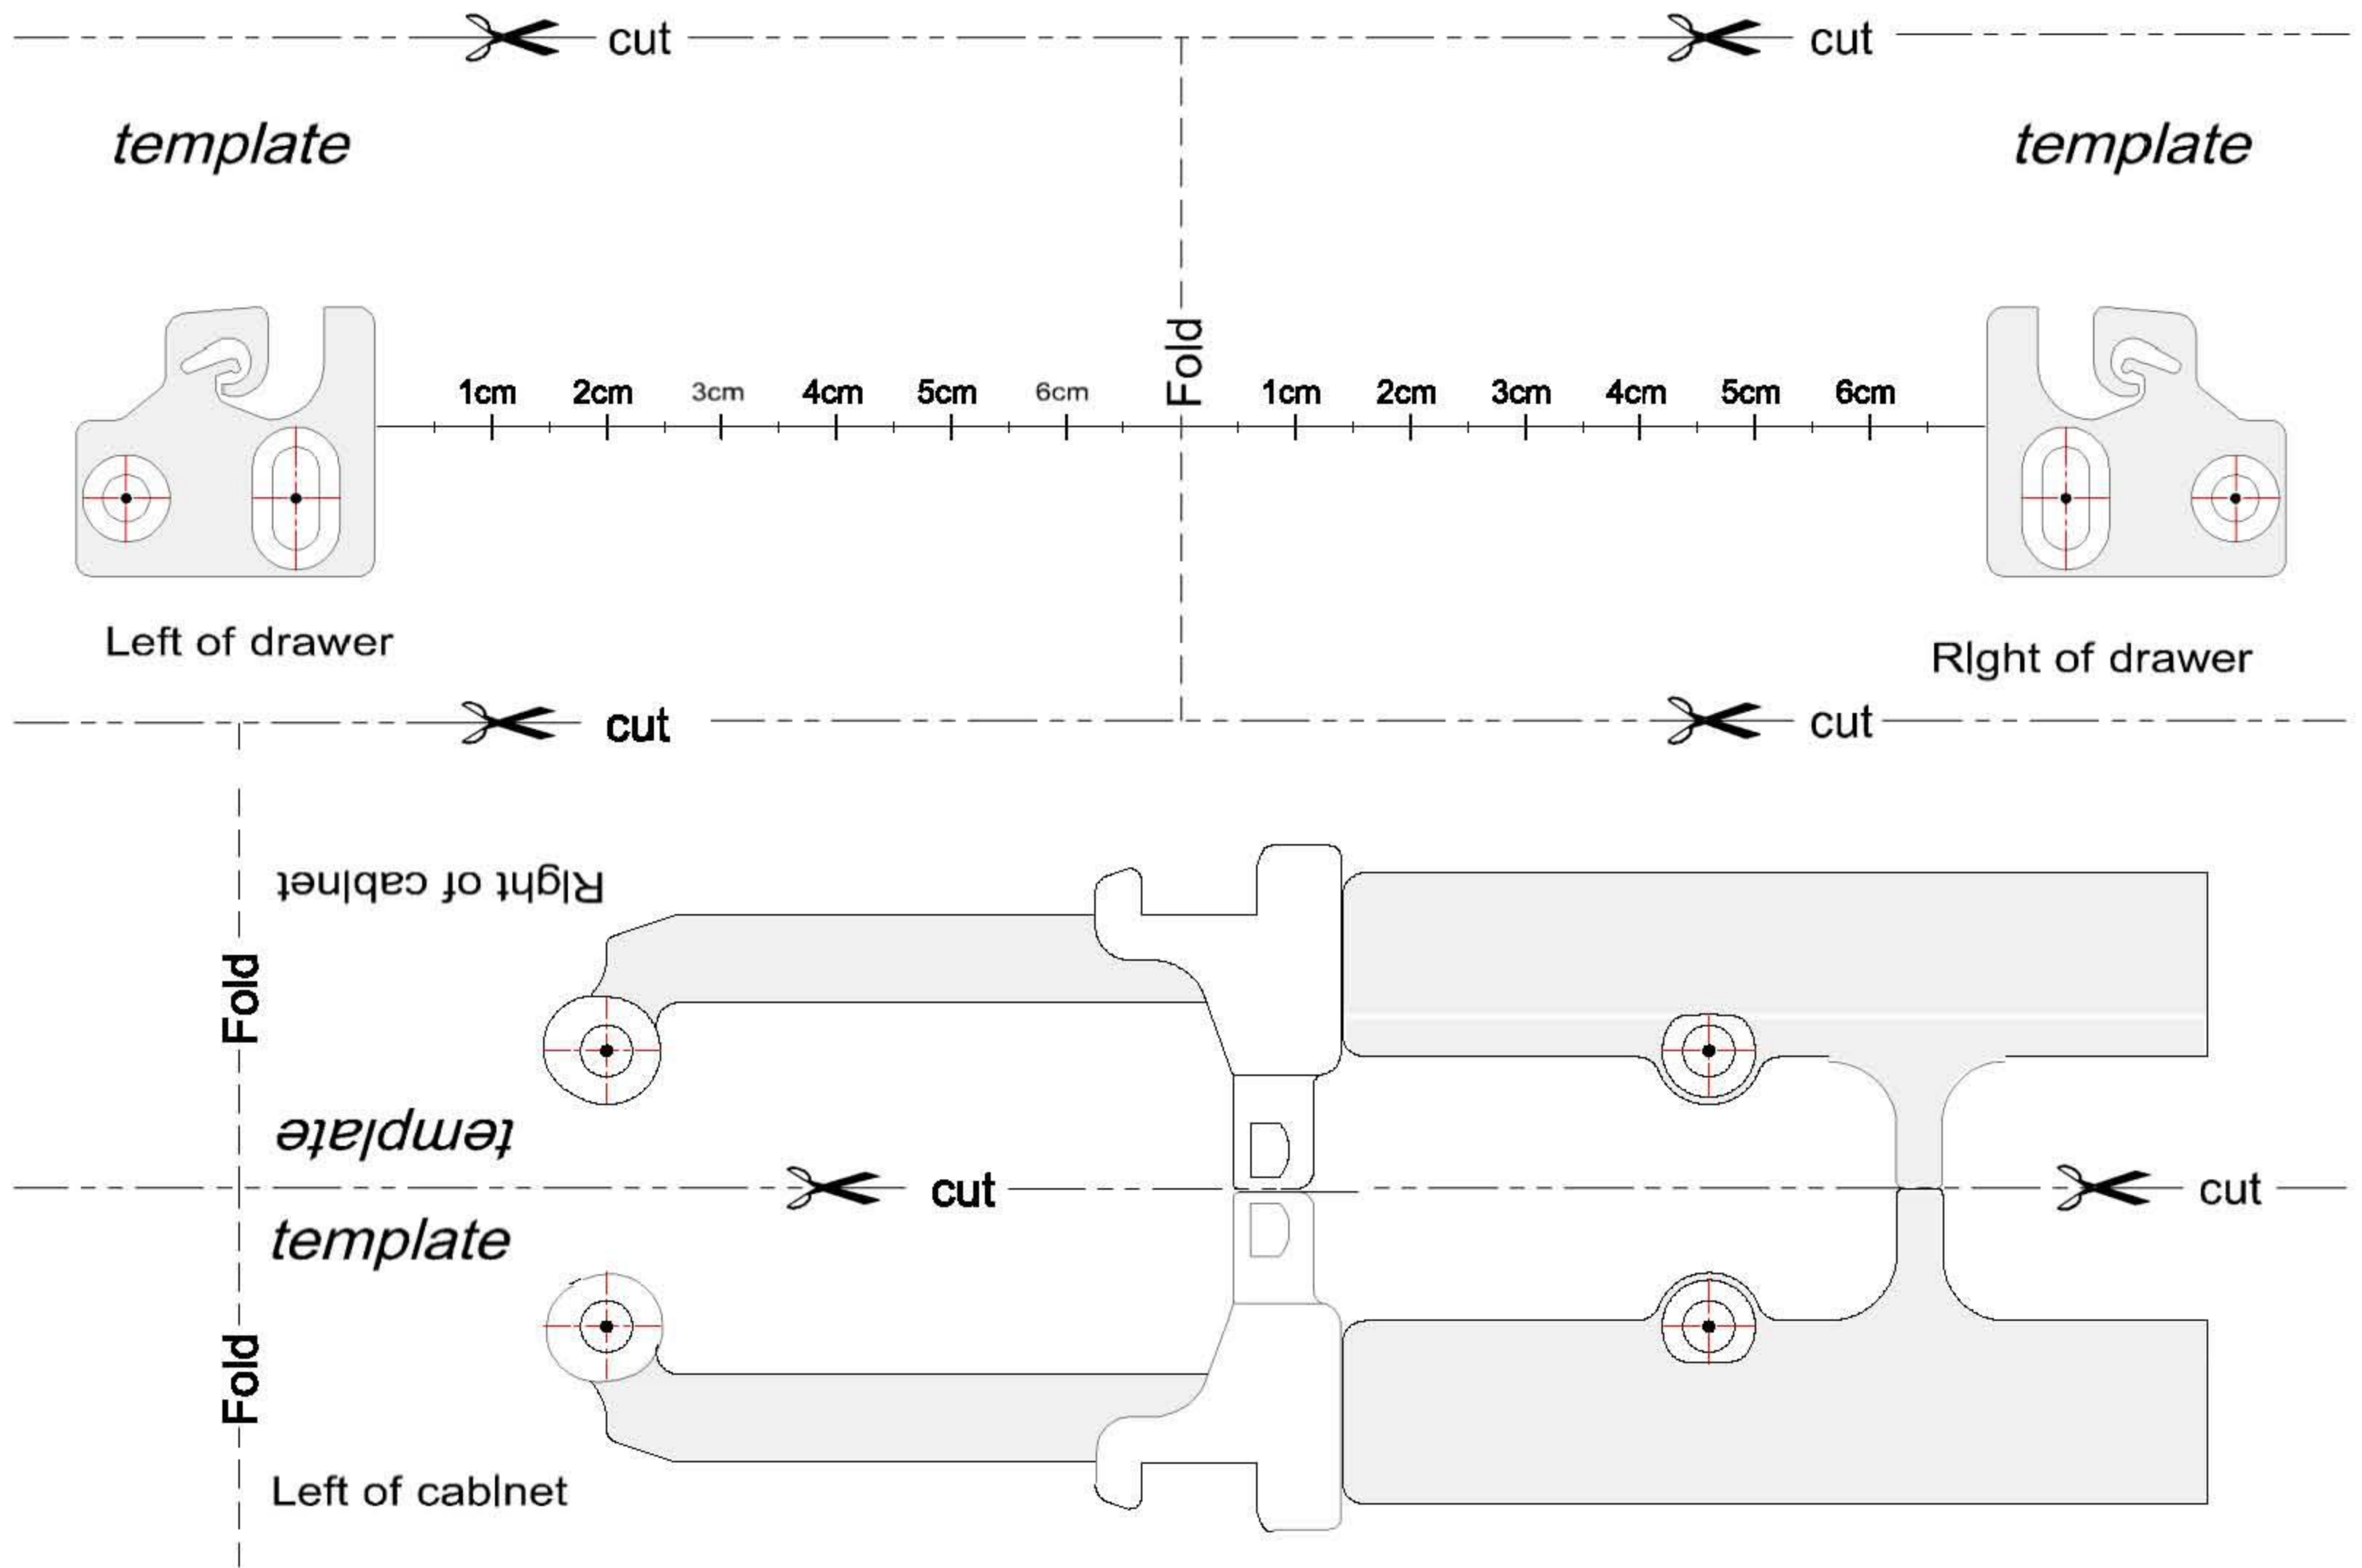 cut
cut
template
template
Fold
1cm 2cm 3cm 4cm 5cm 6cm
1cm 2cm 3cm 4cm 5cm 6cm
Left of drawer
RIght of drawer
cut
cut
RIght of cabInet
Fold
template
cut
cut
template
Fold
Left of cabInet